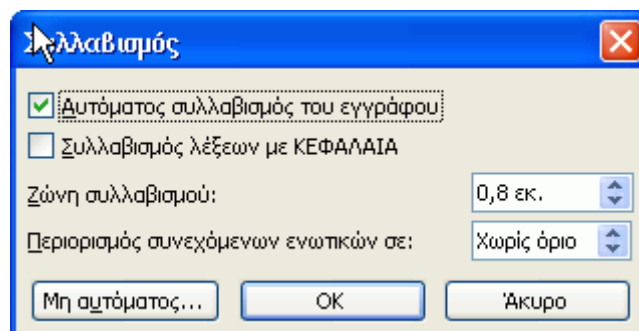 Συλλαβισμός
Αυτόματος συλλαβισμός του εγγράφου
Συλλαβισμός λέξεων με ΚΕΦΑΛΑΙΑ
Ζώνη συλλαβισμού: 0,8 εκ.
Περιορισμός συνεχόμενων ενωτικών σε: Χωρίς όριο
Μη αυτόματος... OK Άκυρο